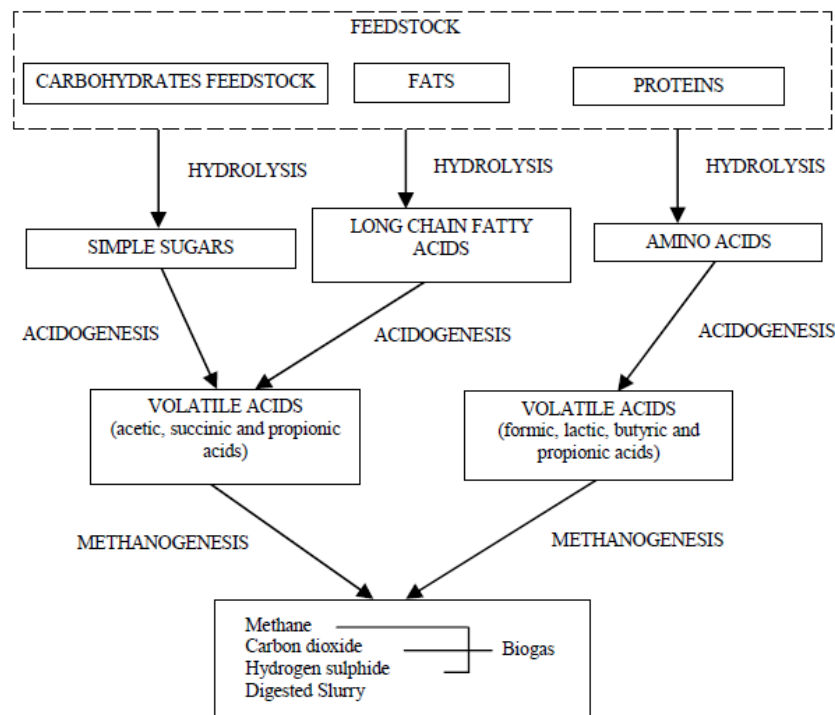 FEEDSTOCK
CARBOHYDRATES FEEDSTOCK
FATS
PROTEINS
HYDROLYSIS
HYDROLYSIS
HYDROLYSIS
SIMPLE SUGARS
LONG CHAIN FATTY
ACIDS
AMINO ACIDS
ACIDOGENESIS
ACIDOGENESIS
ACIDOGENESIS
VOLATILE ACIDS
(acetic, succinic and propionic
acids)
VOLATILE ACIDS
(formic, lactic, butyric and
propionic acids)
METHANOGENESIS
METHANOGENESIS
Methane
Carbon dioxide
Biogas
Hydrogen sulphide
Digested Slurry